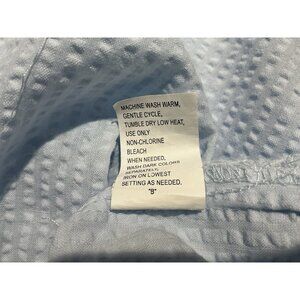 MACHINE WASH WARM,
GENTLE CYCLE,
TUMBLE DRY LOW HEAT,
USE ONLY
NON-CHLORINE
BLEACH
WHEN NEEDED,
WASH DARK COLORS
SEPARATELY.
IRON ON LOWEST
SETTING AS NEEDED.
"B"